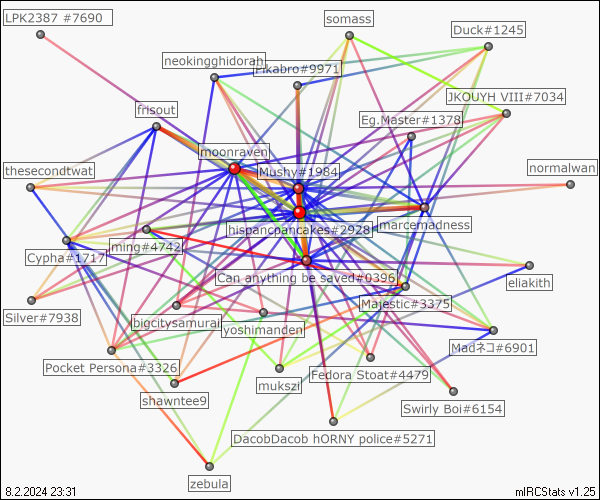 LPK2387 #7690
somass
Duck#1245
neokingghidorah
Pikabro#9971
JKOUYH VIII#7034
frisout
Eg.Master#1378
moonraven
Mushy#1984
thesecondtwat
normalwan
hispancpancakes#2928
marcemadness
ming#4742
Cypha#1717
Can anything be saved#0396
eliakith
Majestic#3375
Silver#7938
bigcitysamurai
yoshimanden
Madネコ#6901
Pocket Persona#3326
Fedora Stoat#4479
mukszi
shawntee9
Swirly Boi#6154
DacobDacob hORNY police#5271
zebula
8.2.2024 23:31
mIRCStats v1.25